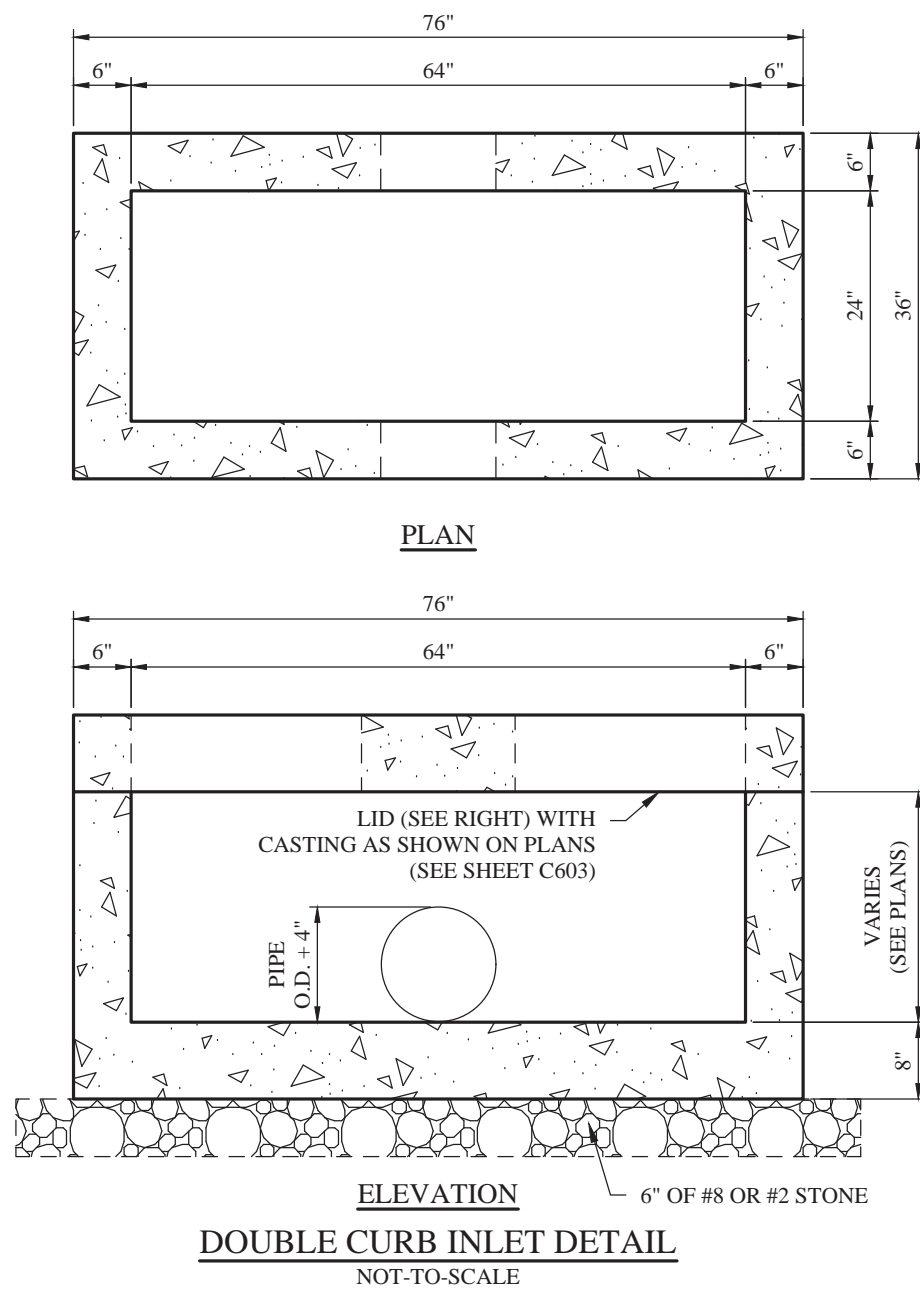 76"
6"
64"
6"
6"
24"
36"
6"
PLAN
76"
6"
64"
6"
LID (SEE RIGHT) WITH
CASTING AS SHOWN ON PLANS
(SEE SHEET C603)
PIPE
O.D. + 4"
VARIES
(SEE PLANS)
8"
ELEVATION
6" OF #8 OR #2 STONE
DOUBLE CURB INLET DETAIL
NOT-TO-SCALE